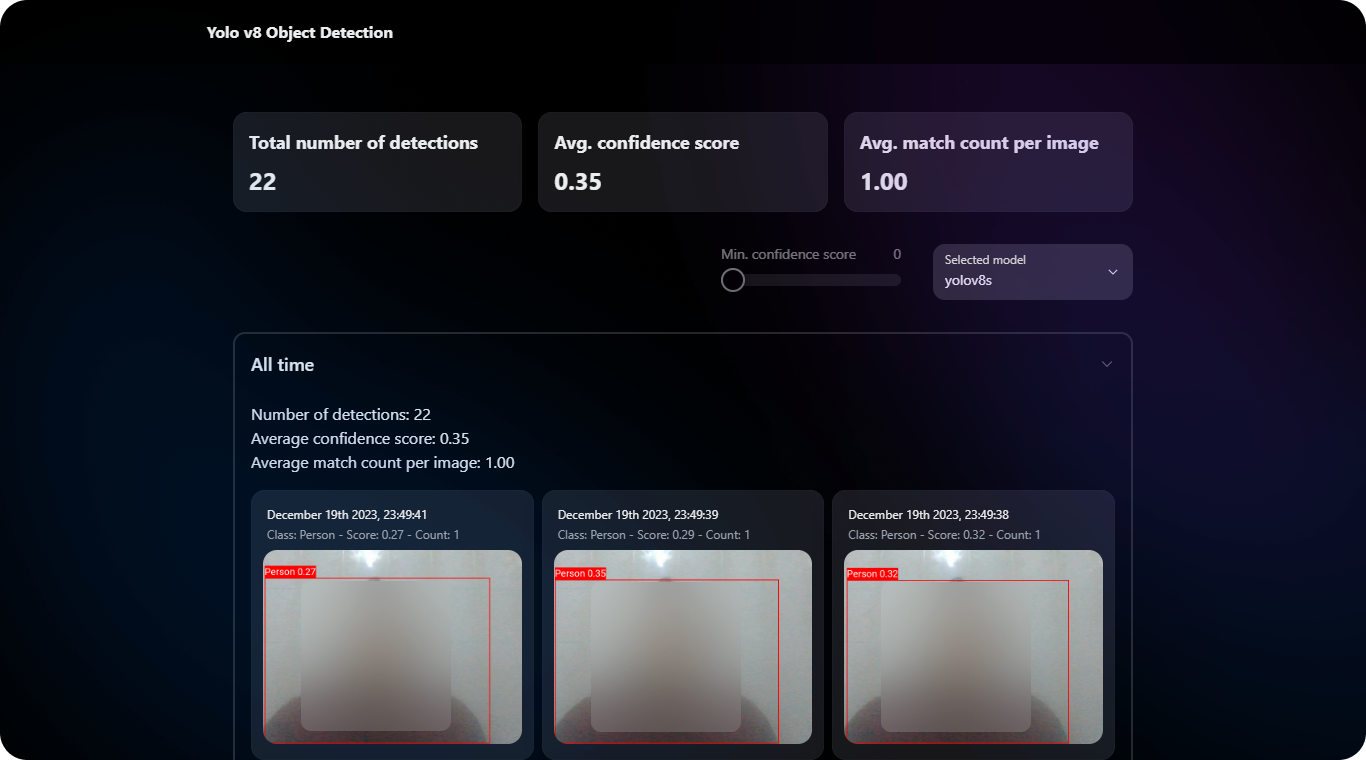 Yolo v8 Object Detection
Total number of detections
22
Avg. confidence score
0.35
Avg. match count per image
1.00
Min. confidence score 0
Selected model
yolov8s
All time
Number of detections: 22
Average confidence score: 0.35
Average match count per image: 1.00
December 19th 2023, 23:49:41
Class: Person - Score: 0.27 - Count: 1
Person 0.27
December 19th 2023, 23:49:39
Class: Person - Score: 0.29 - Count: 1
Person 0.35
December 19th 2023, 23:49:38
Class: Person - Score: 0.32 - Count: 1
Person 0.32